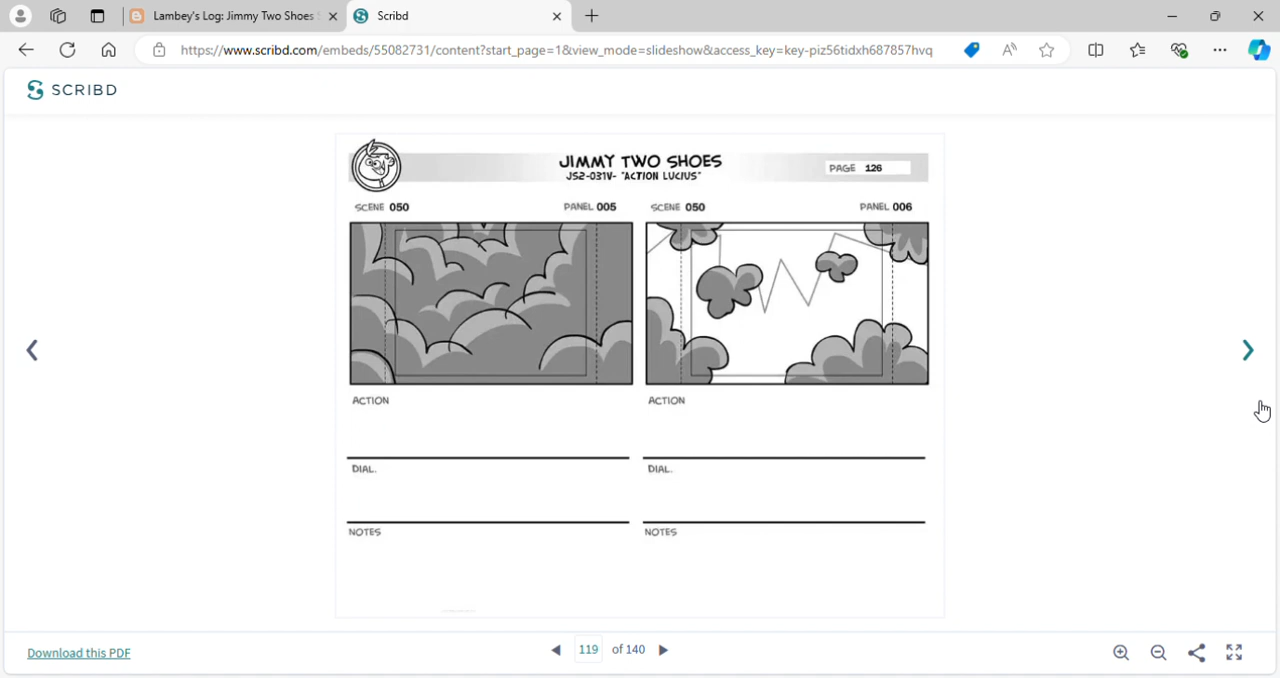 Lambey's Log: Jimmy Two Shoes
Scribd
https://www.scribd.com/embeds/55082731/content?start_page=1&view_mode=slideshow&access_key=key-piz56tidxh687857hvq
SCRIBD
JIMMY TWO SHOES
JS2-031V- "ACTION LUCIUS"
PAGE 126
SCENE 050 PANEL 005
SCENE 050 PANEL 006
ACTION
ACTION
DIAL.
DIAL.
NOTES
NOTES
Download this PDF
119 of 140